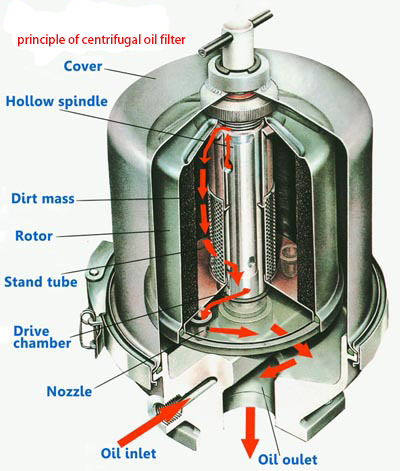 principle of centrifugal oil filter
Cover
Hollow spindle
Dirt mass
Rotor
Stand tube
Drive
chamber
Nozzle
Oil inlet
Oil oulet